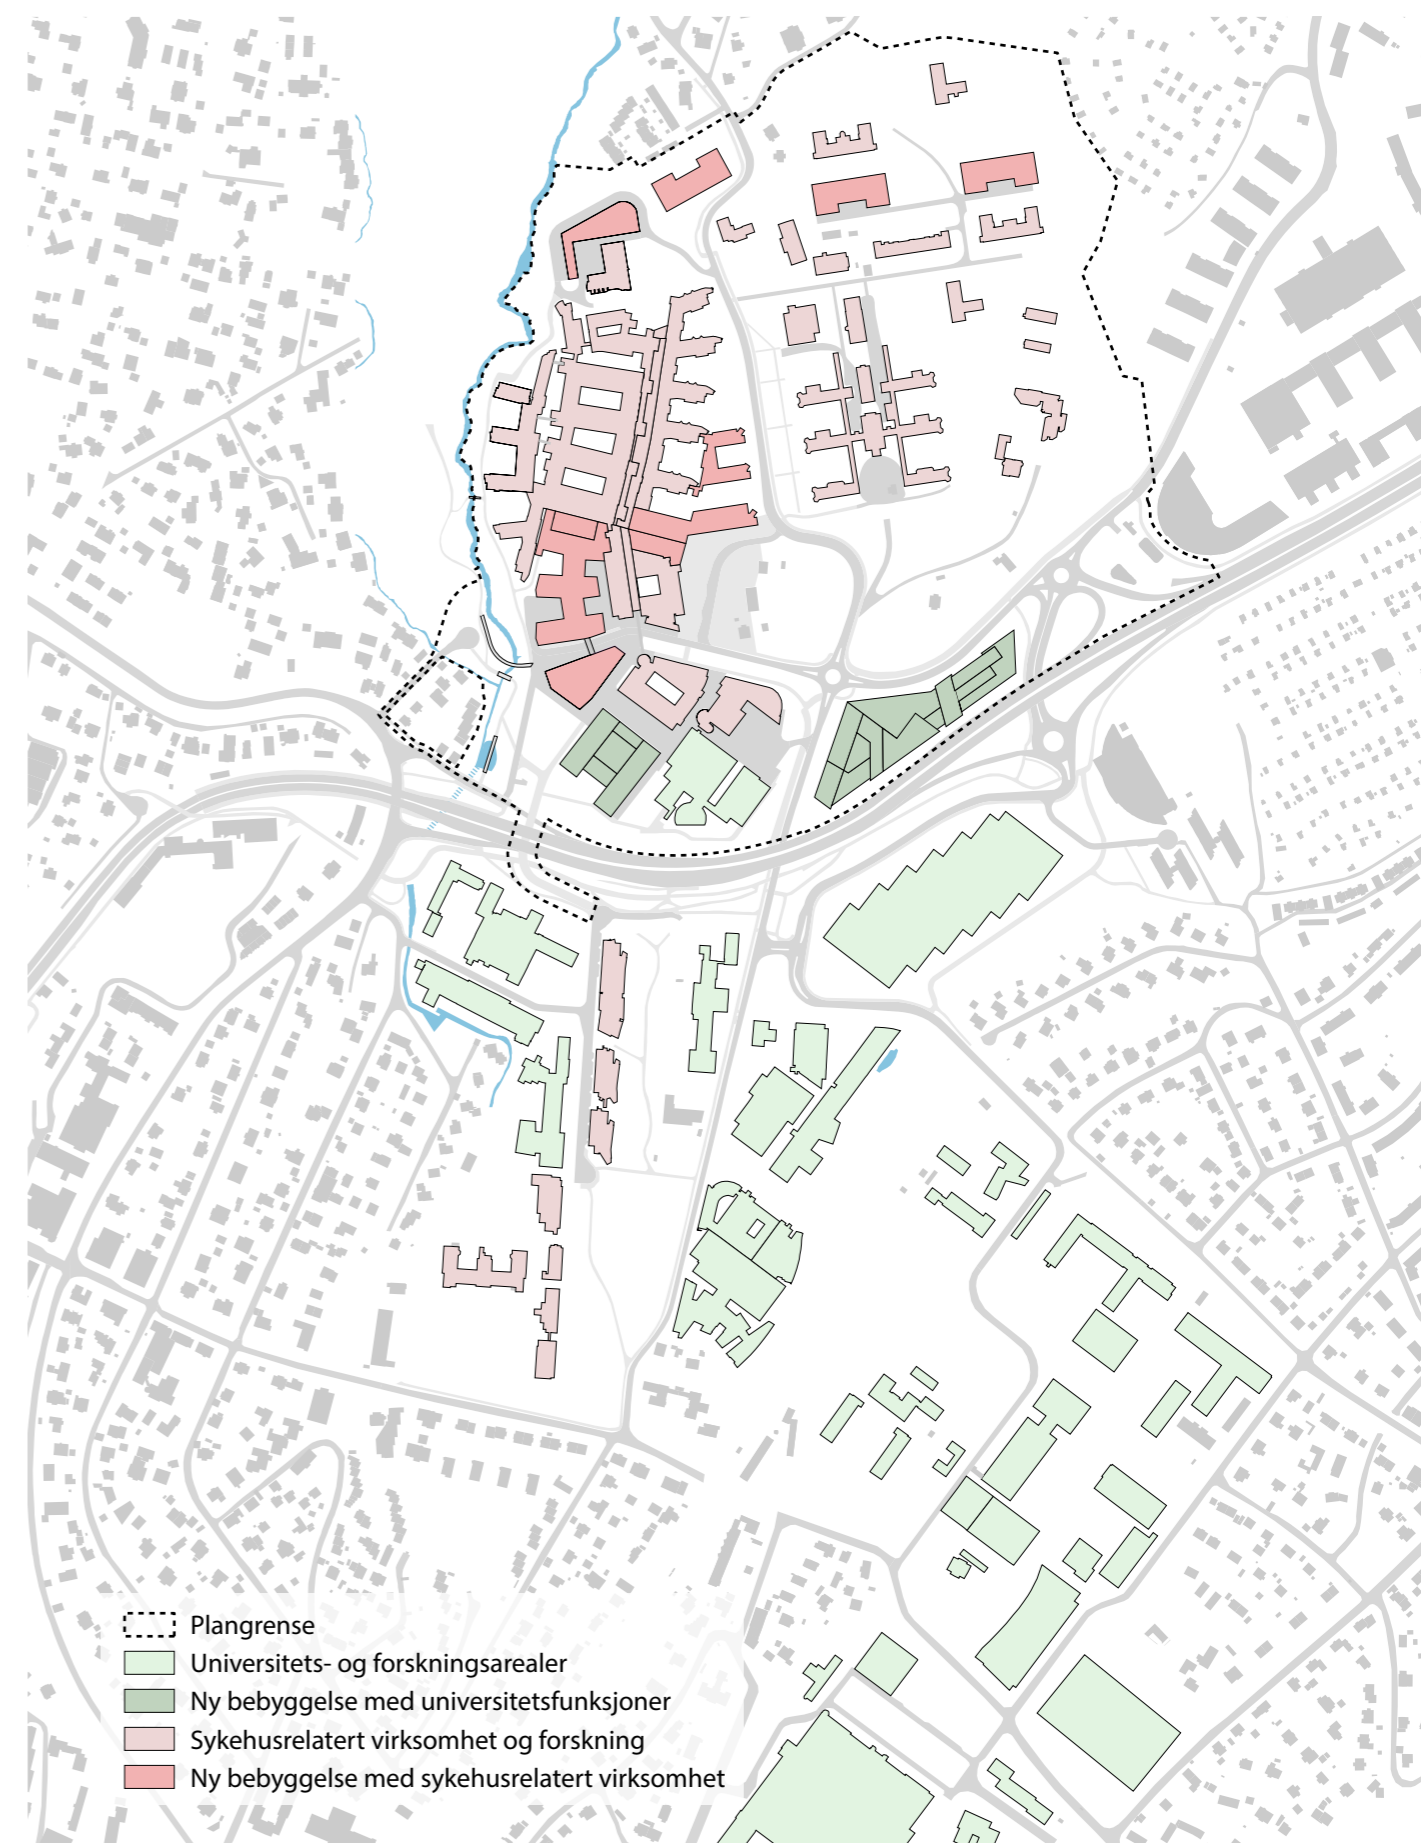 Plangrense
Universitets- og forskningsarealer
Ny bebyggelse med universitetsfunksjoner
Sykehusrelatert virksomhet og forskning
Ny bebyggelse med sykehusrelatert virksomhet